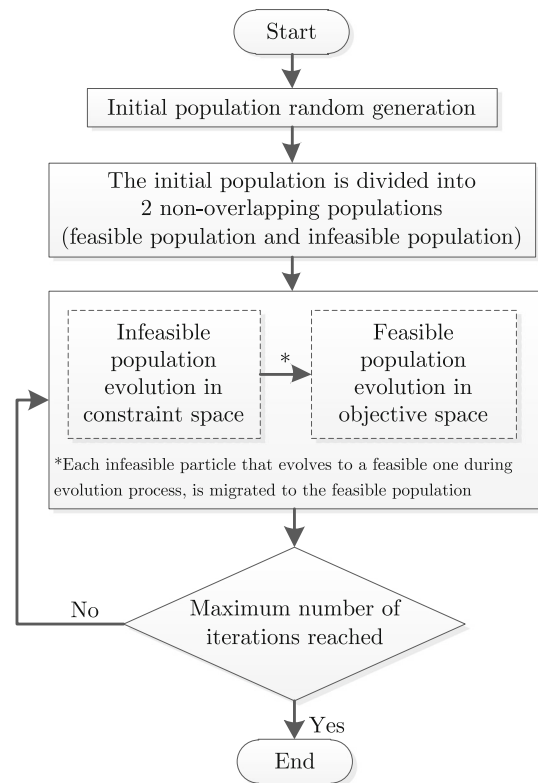 Start
Initial population random generation
The initial population is divided into
2 non-overlapping populations
(feasible population and infeasible population)
Infeasible
population
evolution in
constraint space
*
Feasible
population
evolution in
objective space
*Each infeasible particle that evolves to a feasible one during
evolution process, is migrated to the feasible population
Maximum number of
iterations reached
No
Yes
End